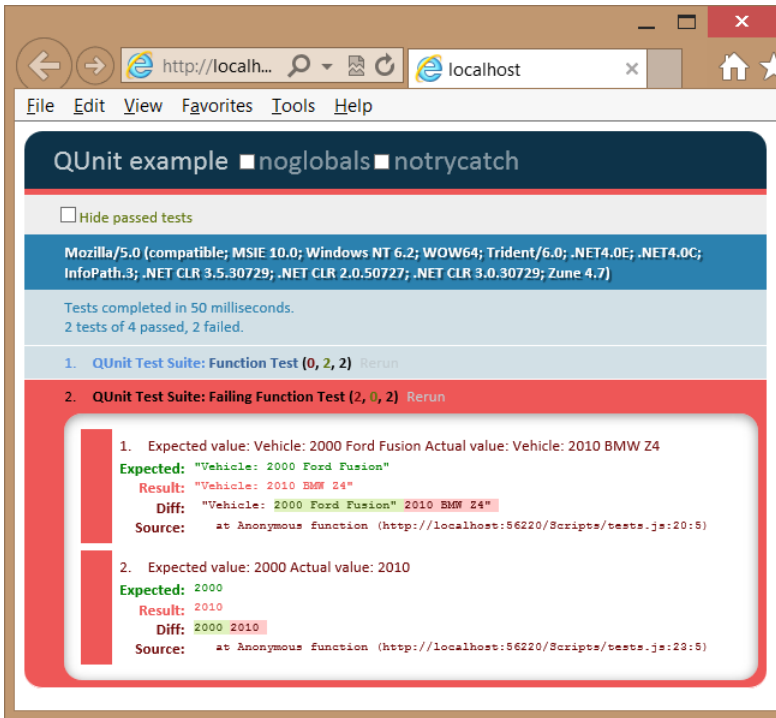 http://localh...
localhost
File Edit View Favorites Tools Help
QUnit example noglobals notrycatch
Hide passed tests
Mozilla/5.0 (compatible; MSIE 10.0; Windows NT 6.2; WOW64; Trident/6.0; .NET4.0E; .NET4.0C;
InfoPath.3; .NET CLR 3.5.30729; .NET CLR 2.0.50727; .NET CLR 3.0.30729; Zune 4.7)
Tests completed in 50 milliseconds.
2 tests of 4 passed, 2 failed.
1. QUnit Test Suite: Function Test (0, 2, 2) Rerun
2. QUnit Test Suite: Failing Function Test (2, 0, 2) Rerun
1. Expected value: Vehicle: 2000 Ford Fusion Actual value: Vehicle: 2010 BMW Z4
Expected: "Vehicle: 2000 Ford Fusion"
Result: "Vehicle: 2010 BMW Z4"
Diff: "Vehicle: 2000 Ford Fusion" 2010 BMW Z4"
Source: at Anonymous function (http://localhost:56220/Scripts/tests.js:20:5)
2. Expected value: 2000 Actual value: 2010
Expected: 2000
Result: 2010
Diff: 2000 2010
Source: at Anonymous function (http://localhost:56220/Scripts/tests.js:23:5)